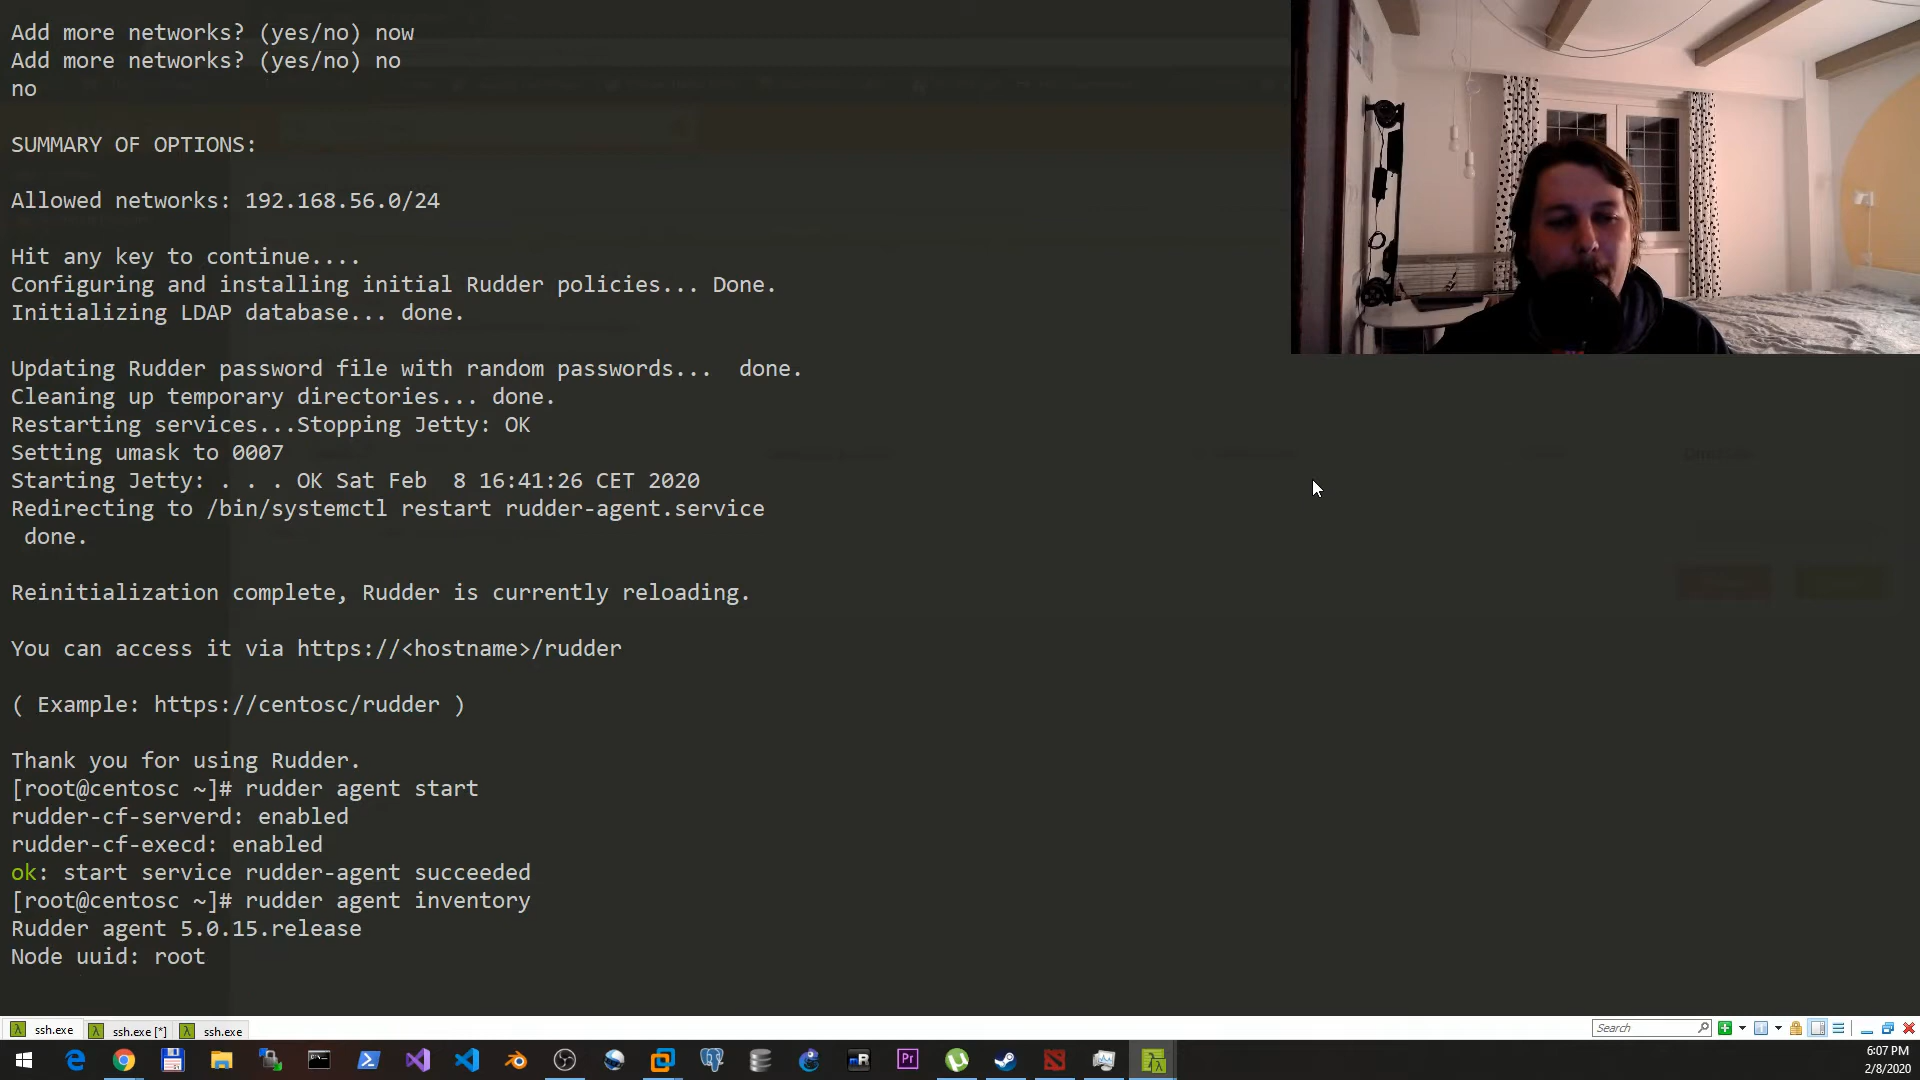 Add more networks? (yes/no) now
Add more networks? (yes/no) no
no
SUMMARY OF OPTIONS:
Allowed networks: 192.168.56.0/24
Hit any key to continue....
Configuring and installing initial Rudder policies... Done.
Initializing LDAP database... done.
Updating Rudder password file with random passwords...  done.
Cleaning up temporary directories... done.
Restarting services...Stopping Jetty: OK
Setting umask to 0007
Starting Jetty: . . . OK Sat Feb  8 16:41:26 CET 2020
Redirecting to /bin/systemctl restart rudder-agent.service
 done.
Reinitialization complete, Rudder is currently reloading.
You can access it via https://<hostname>/rudder
( Example: https://centosc/rudder )
Thank you for using Rudder.
[root@centosc ~]# rudder agent start
rudder-cf-serverd: enabled
rudder-cf-execd: enabled
ok: start service rudder-agent succeeded
[root@centosc ~]# rudder agent inventory
Rudder agent 5.0.15.release
Node uuid: root
ssh.exe ssh.exe [*] ssh.exe Search
6:07 PM
2/8/2020